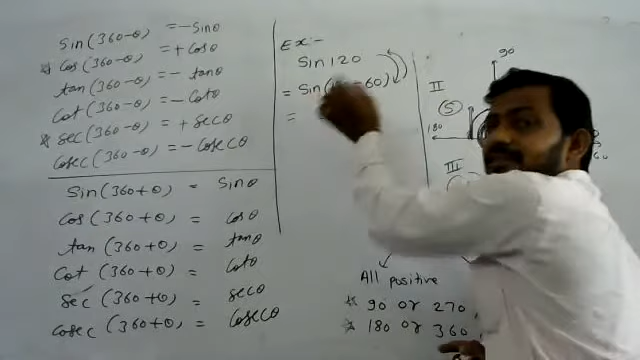 Sin(360-θ) = -Sinθ
* Cos(360-θ) = +Cosθ
tan(360-θ) = - tanθ
Cot(360-θ) = -Cotθ
* Sec(360-θ) = +Secθ
Cosec(360-θ) = -Cosecθ
Sin(360+θ) = Sinθ
Cos(360+θ) = Cosθ
tan(360+θ) = tanθ
Cot(360+θ) = Cotθ
Sec(360+θ) = Secθ
Cosec(360+θ) = Cosecθ
Ex:-
Sin 120
= Sin( -60)
=
90
II
S
180
III
60
All positive
* 90 or 270,
* 180 or 360,